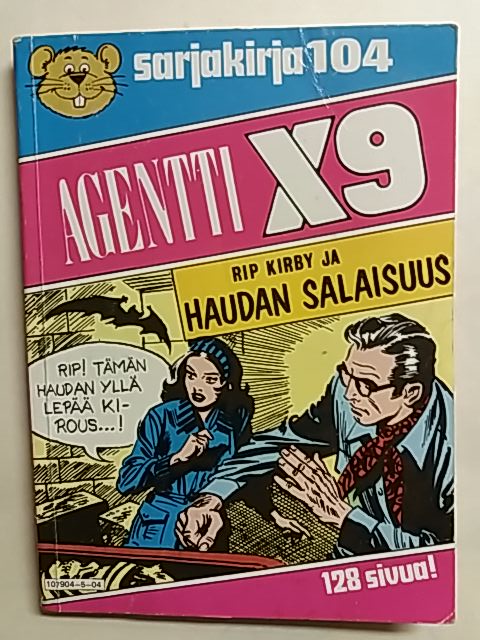 sarjakirja 104
AGENTTI X9
RIP KIRBY JA
HAUDAN SALAISUUS
RIP! TÄMÄN
HAUDAN YLLÄ
LEPÄÄ KI-
ROUS...!
128 sivua!
107904-5-04